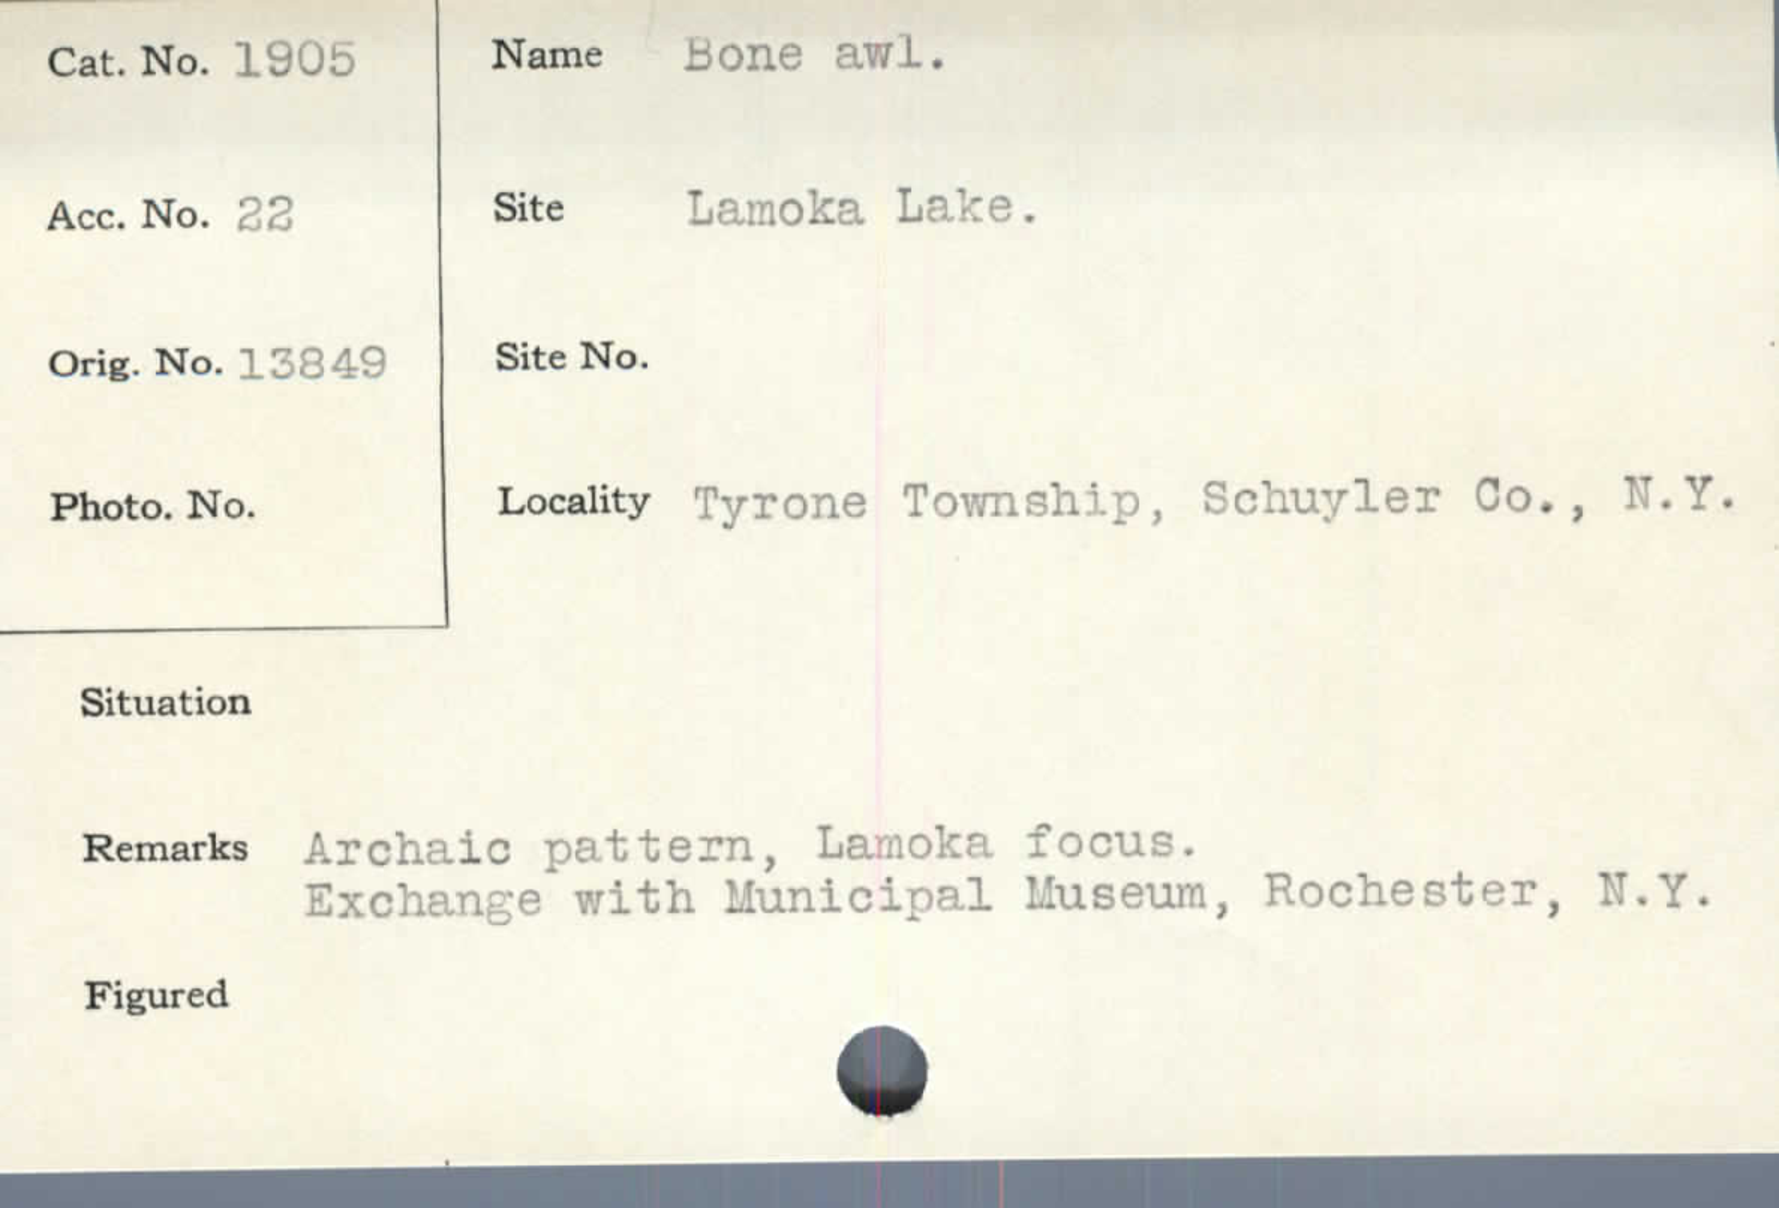 Cat. No. 1905
Acc. No. 22
Orig. No. 13849
Photo. No.
Name Bone awl.
Site Lamoka Lake.
Site No.
Locality Tyrone Township, Schuyler Co., N.Y.
Situation
Remarks Archaic pattern, Lamoka focus.
Exchange with Municipal Museum, Rochester, N.Y.
Figured